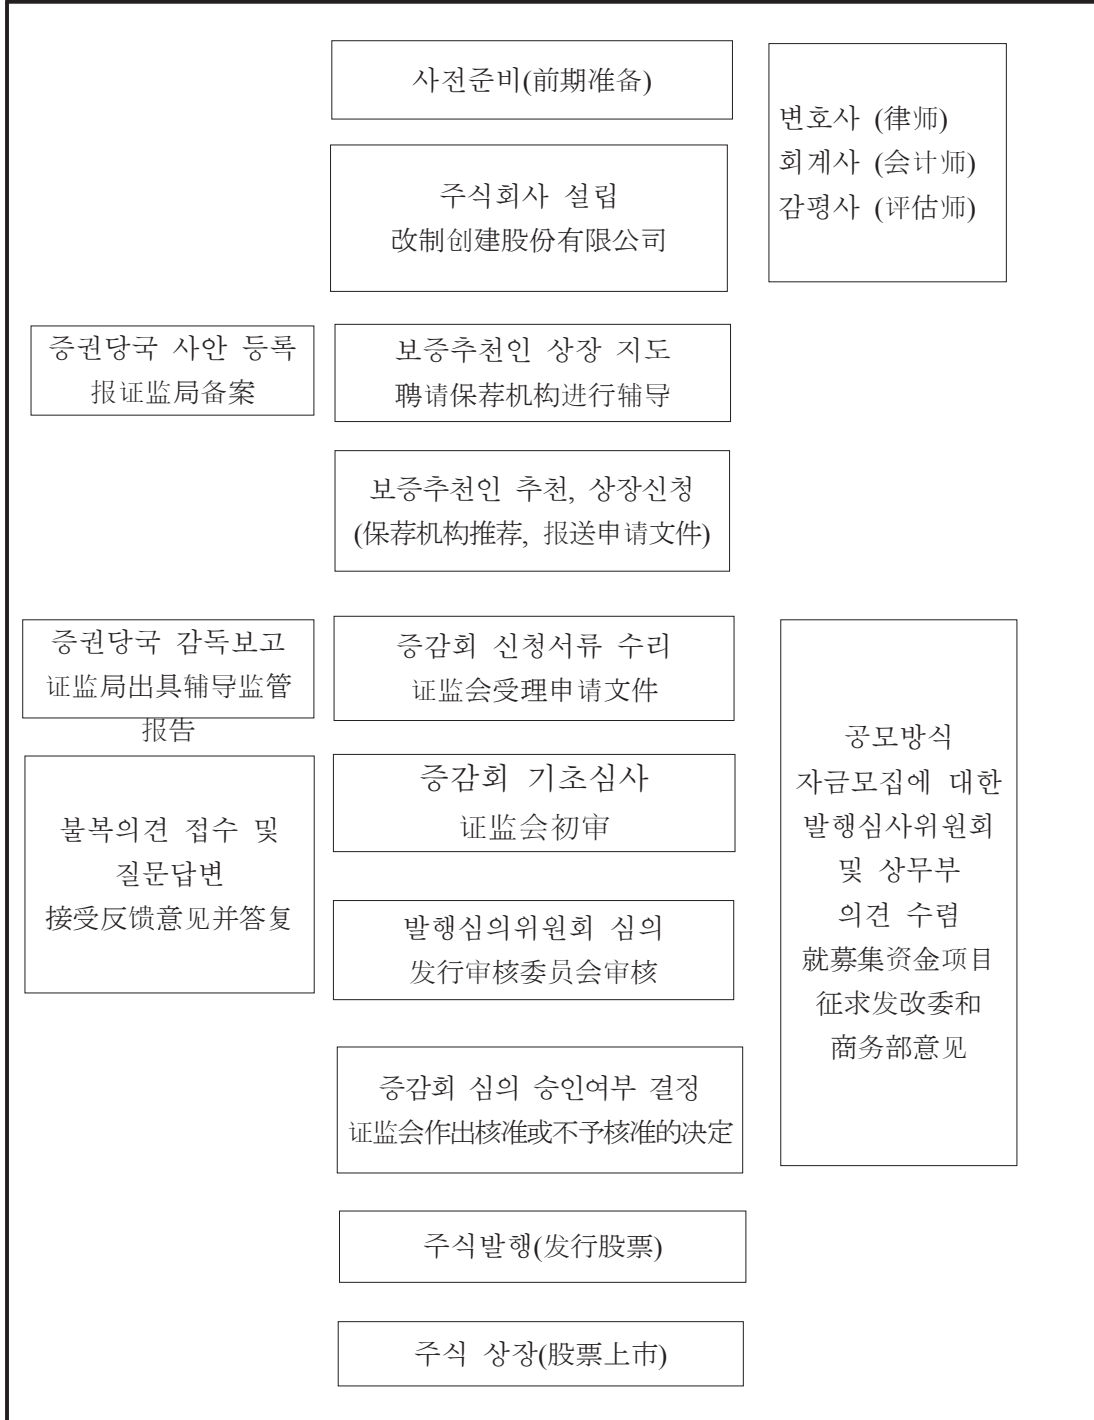 사전준비(前期准备)
변호사 (律师)
회계사 (会计师)
감평사 (评估师)
주식회사 설립
改制创建股份有限公司
증권당국 사안 등록
报证监局备案
보증추천인 상장 지도
聘请保荐机构进行辅导
보증추천인 추천, 상장신청
(保荐机构推荐, 报送申请文件)
증권당국 감독보고
证监局出具辅导监管
报告
증감회 신청서류 수리
证监会受理申请文件
공모방식
자금모집에 대한
발행심사위원회
및 상무부
의견 수렴
就募集资金项目
征求发改委和
商务部意见
불복의견 접수 및
질문답변
接受反馈意见并答复
증감회 기초심사
证监会初审
발행심의위원회 심의
发行审核委员会审核
증감회 심의 승인여부 결정
证监会作出核准或不予核准的决定
주식발행(发行股票)
주식 상장(股票上市)